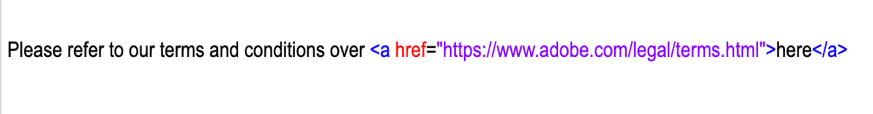 Please refer to our terms and conditions over <a href="https://www.adobe.com/legal/terms.html">here</a>